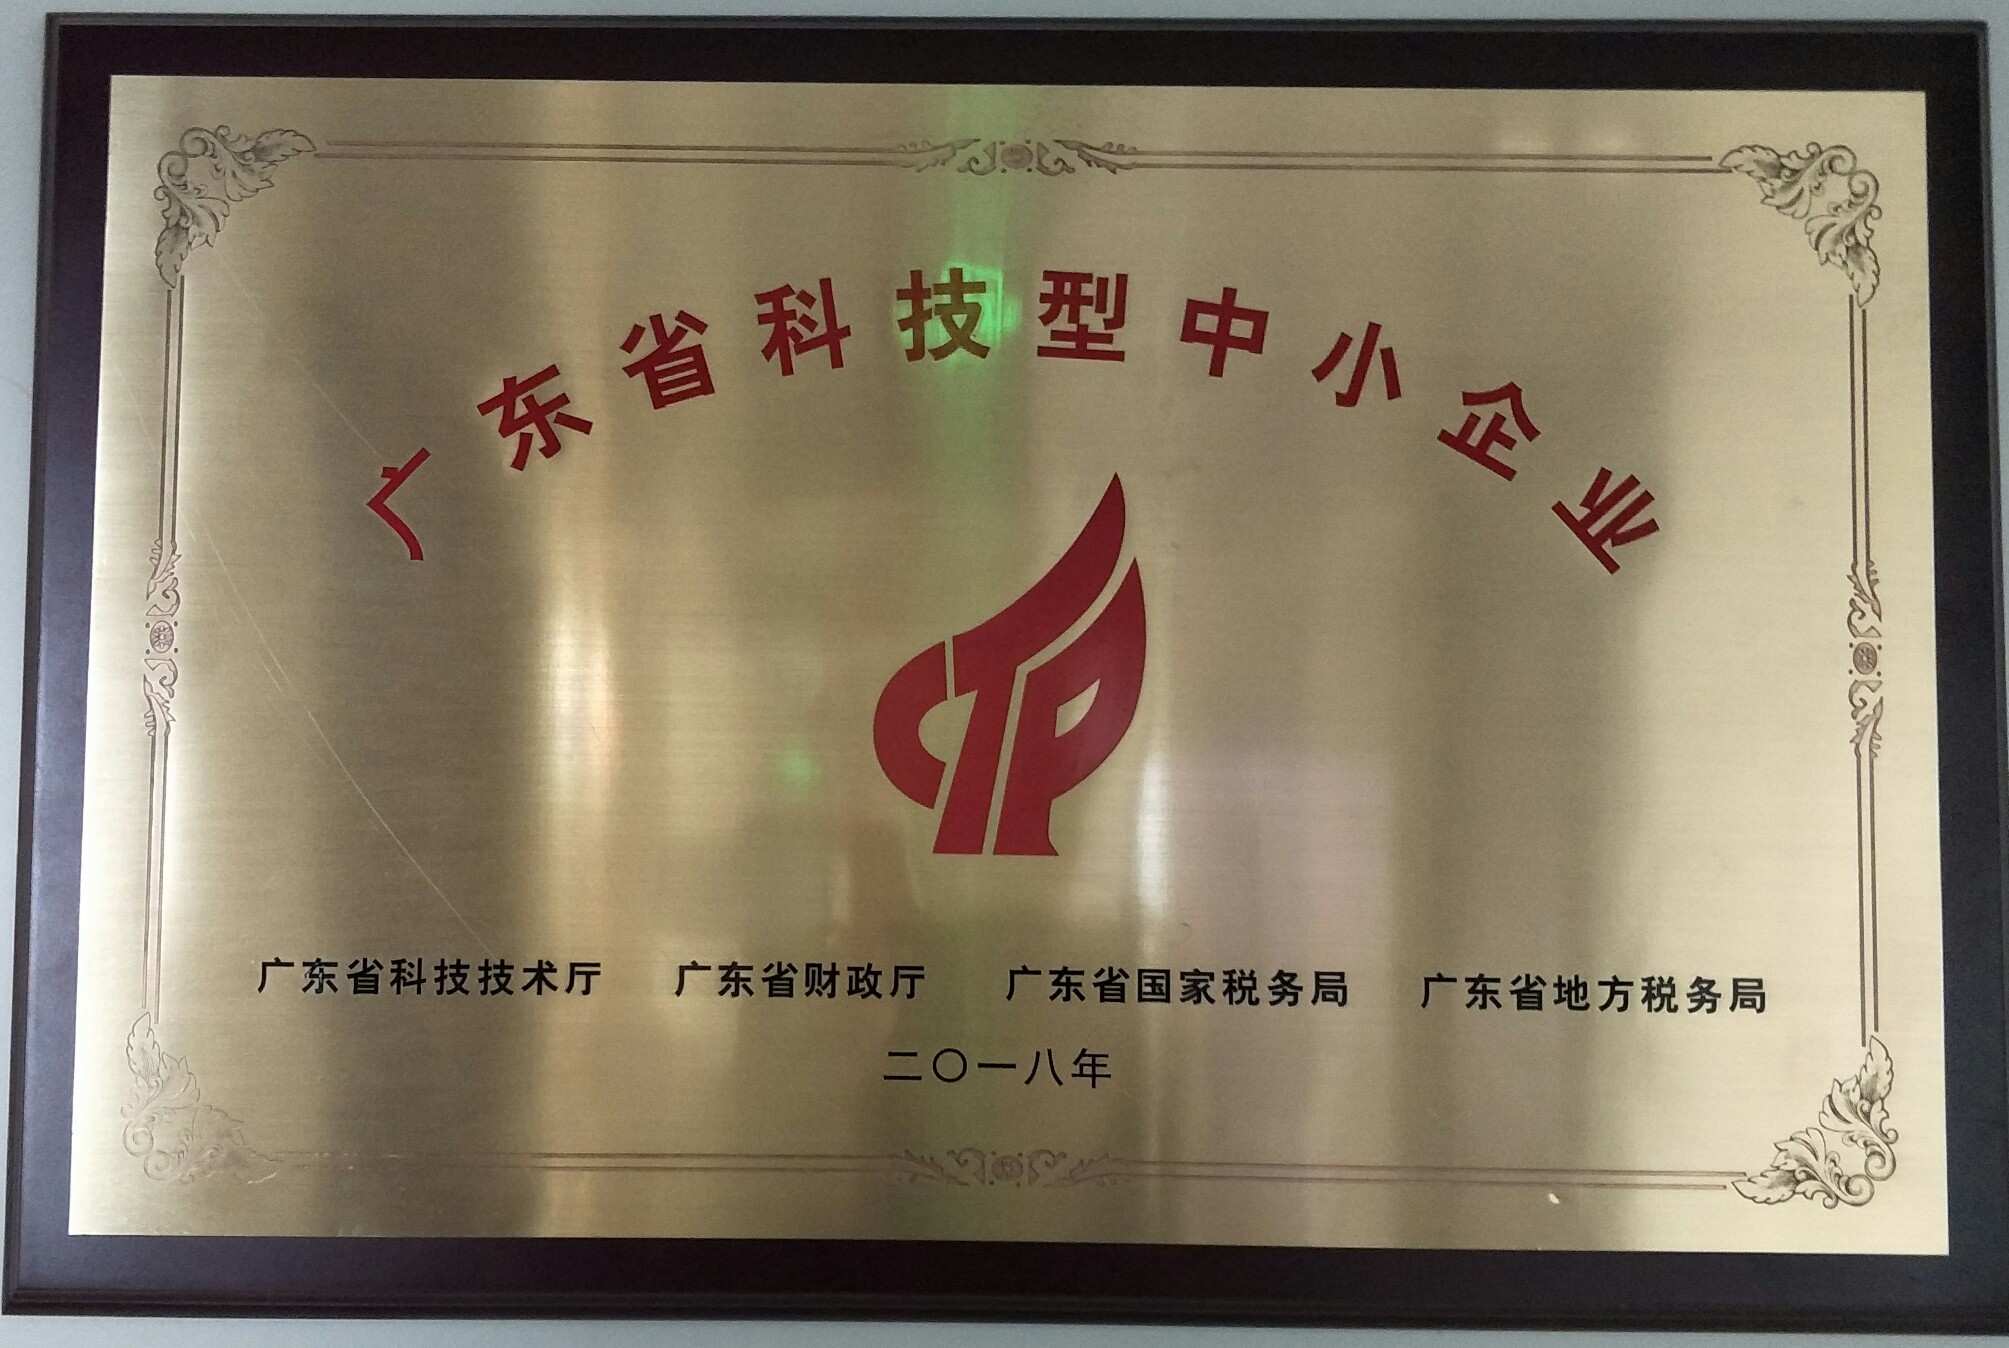 广东省科技型中小企业
CTP
广东省科技技术厅 广东省财政厅 广东省国家税务局 广东省地方税务局
二〇一八年